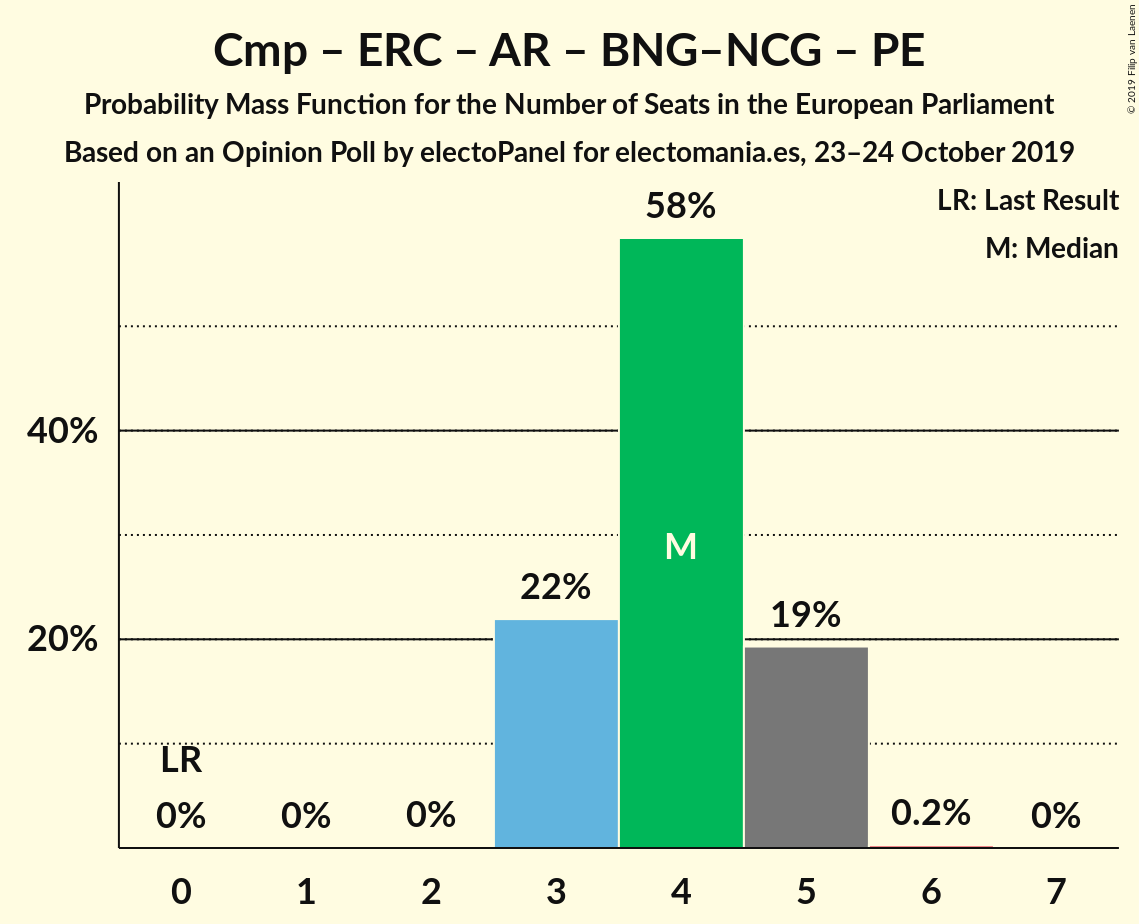 Cmp – ERC – AR – BNG–NCG – PE
Probability Mass Function for the Number of Seats in the European Parliament
Based on an Opinion Poll by electoPanel for electomania.es, 23–24 October 2019
© 2019 Filip van Laenen
LR: Last Result
M: Median
58%
40%
M
22%
19%
20%
LR
0%
0%
0%
0.2%
0%
0 1 2 3 4 5 6 7